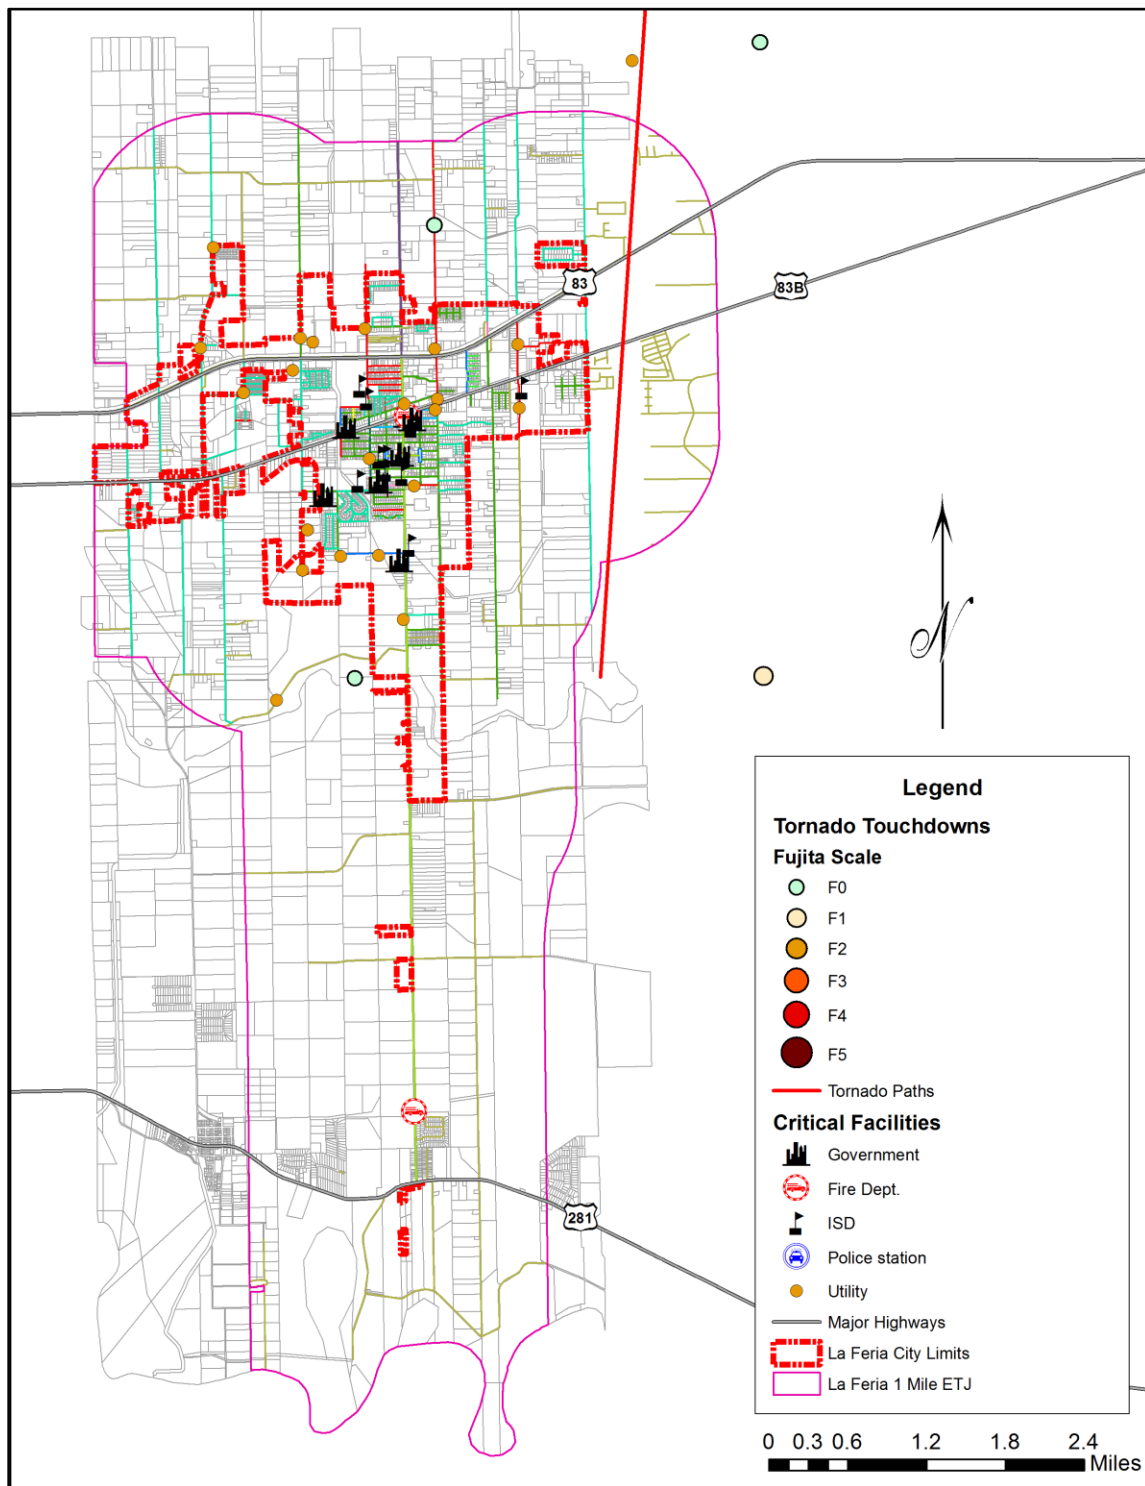 83
83B
N
281
Legend
Tornado Touchdowns
Fujita Scale
F0
F1
F2
F3
F4
F5
Tornado Paths
Critical Facilities
Government
Fire Dept.
ISD
Police station
Utility
Major Highways
La Feria City Limits
La Feria 1 Mile ETJ
0 0.3 0.6 1.2 1.8 2.4
Miles